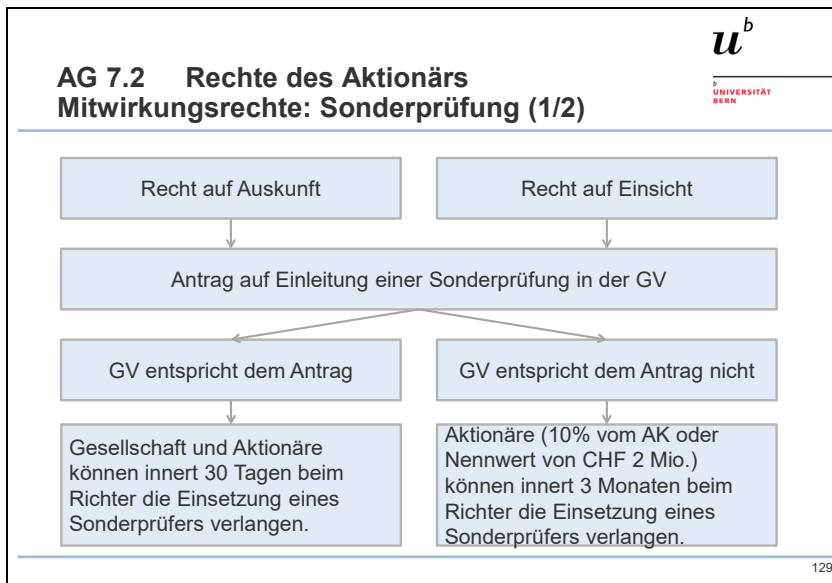 u b
AG 7.2 Rechte des Aktionärs
Mitwirkungsrechte: Sonderprüfung (1/2)
b
UNIVERSITÄT
BERN
Recht auf Auskunft
Recht auf Einsicht
Antrag auf Einleitung einer Sonderprüfung in der GV
GV entspricht dem Antrag
GV entspricht dem Antrag nicht
Gesellschaft und Aktionäre
können innert 30 Tagen beim
Richter die Einsetzung eines
Sonderprüfers verlangen.
Aktionäre (10% vom AK oder
Nennwert von CHF 2 Mio.)
können innert 3 Monaten beim
Richter die Einsetzung eines
Sonderprüfers verlangen.
129